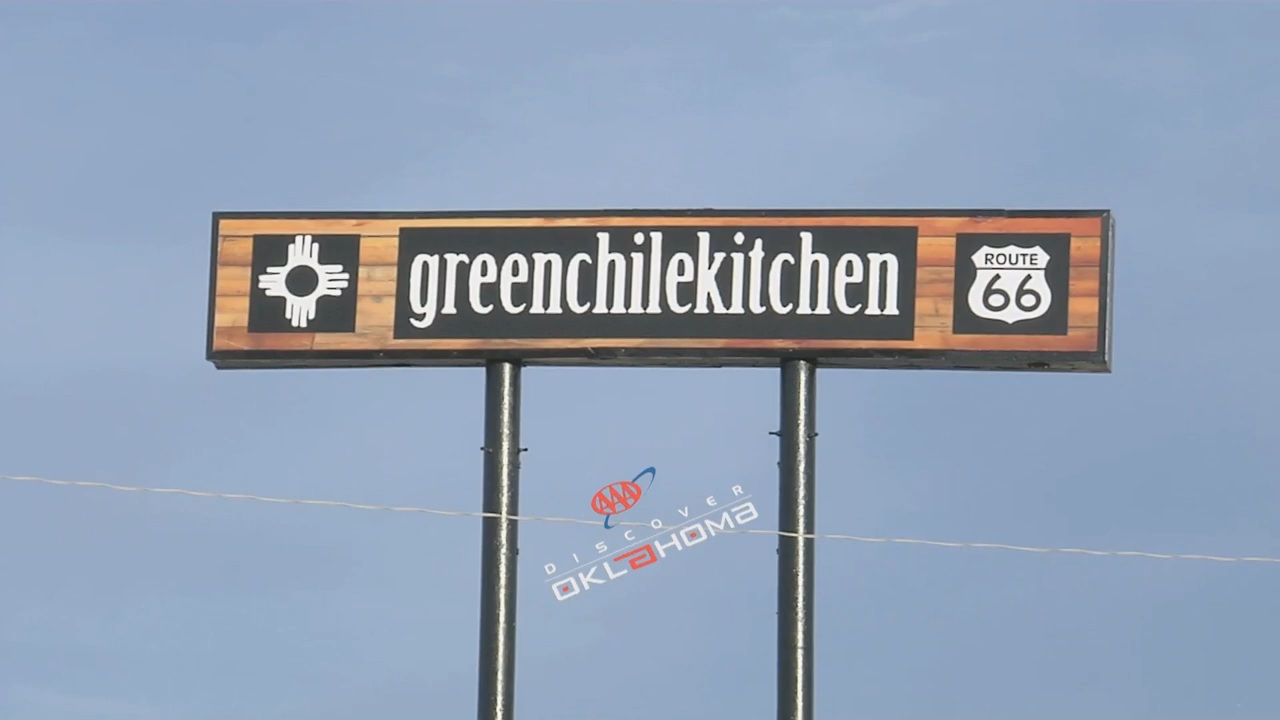 greenchilekitchen
ROUTE
66
AAA
DISCOVER
OKLAHOMA